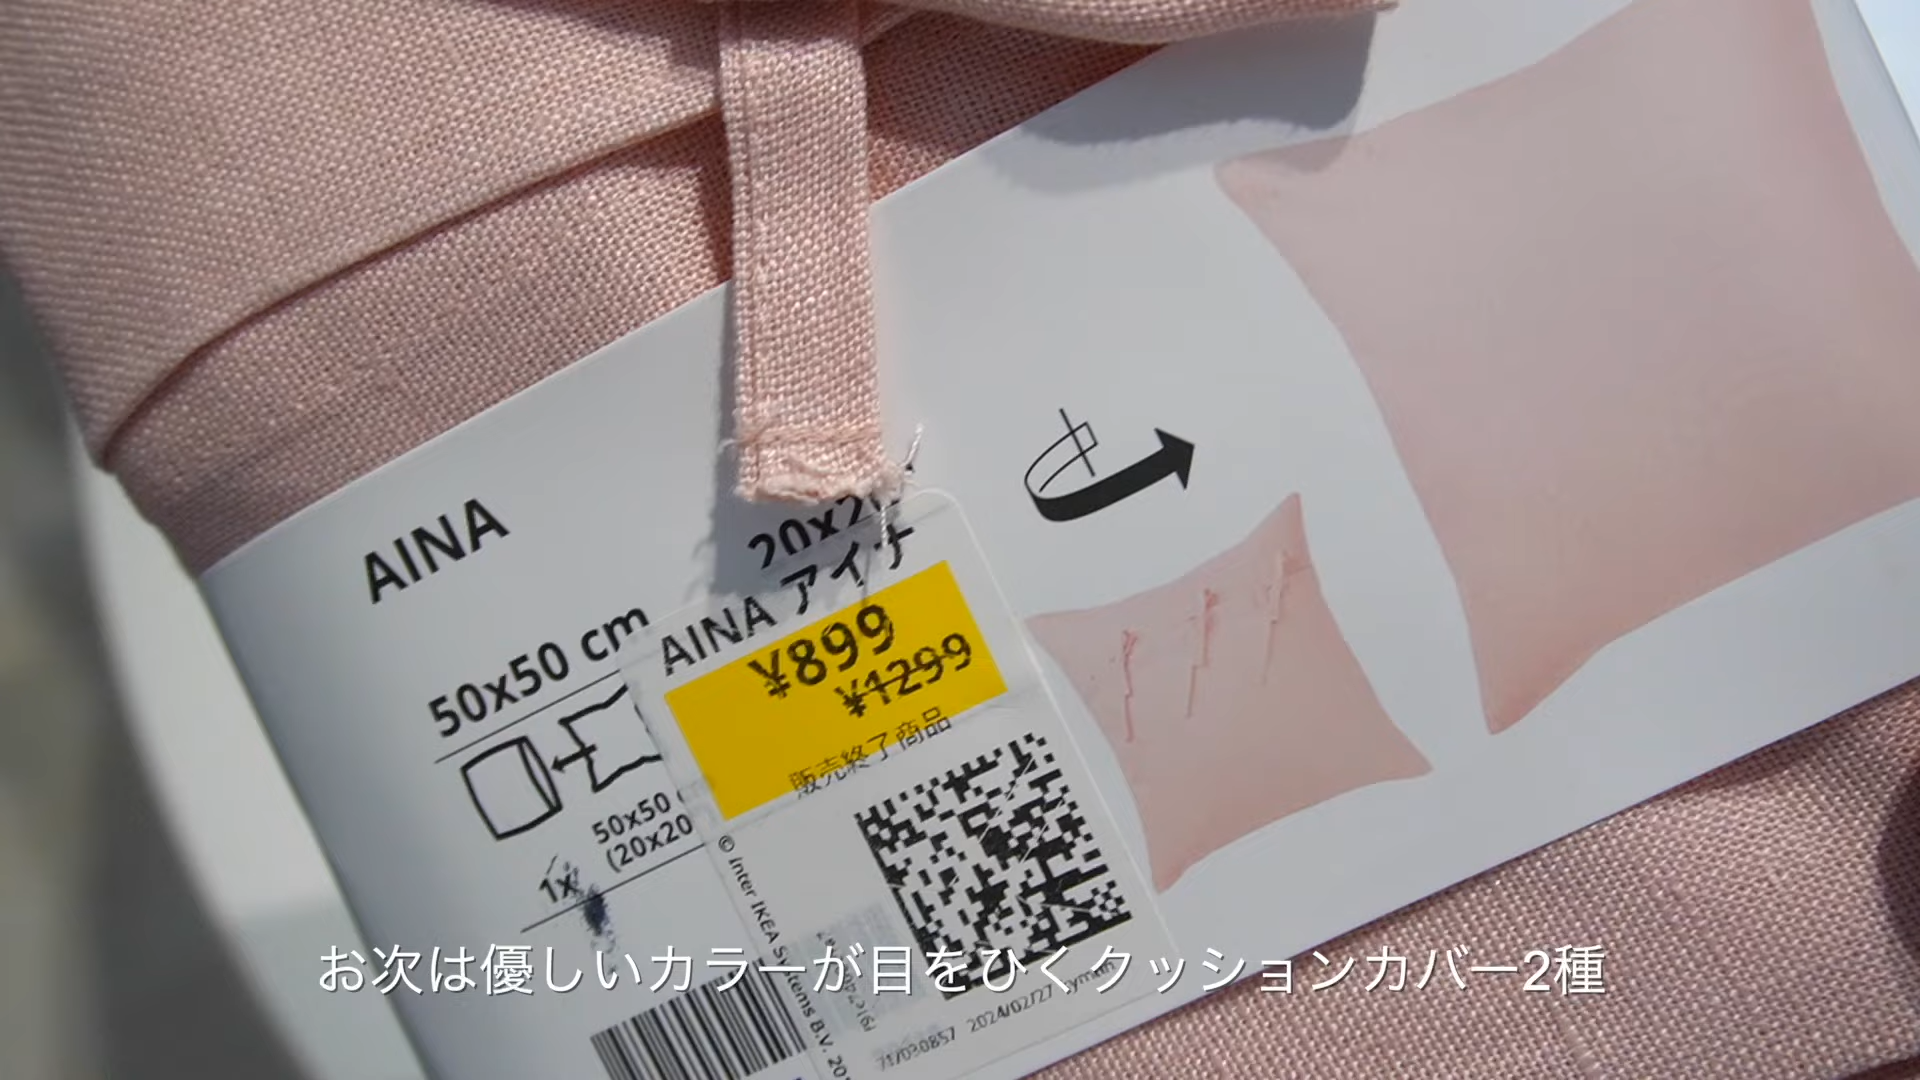 AINA
50x50 cm
20x2
AINA アイナ
¥899
¥1299
販売終了商品
50x50
(20x20
1x
© Inter IKEA Systems B.V. 20
2024/02/27
お次は優しいカラーが目をひくクッションカバー2種